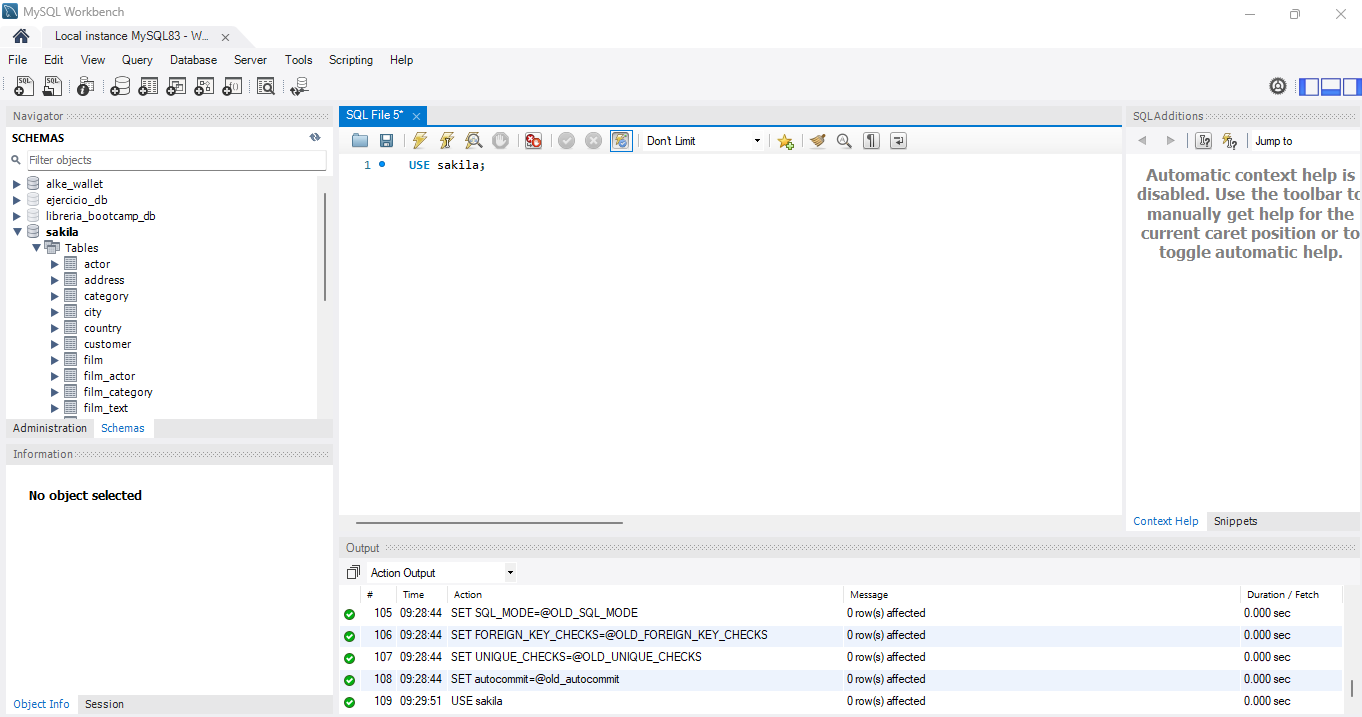 MySQL Workbench
Local instance MySQL83 - W...
File Edit View Query Database Server Tools Scripting Help
Navigator
SCHEMAS
Filter objects
alke_wallet
ejercicio_db
libreria_bootcamp_db
sakila
Tables
actor
address
category
city
country
customer
film
film_actor
film_category
film_text
Administration Schemas
Information
No object selected
Object Info Session
SQL File 5*
Don't Limit
1 USE sakila;
SQLAdditions
Jump to
Automatic context help is
disabled. Use the toolbar to
manually get help for the
current caret position or to
toggle automatic help.
Context Help Snippets
Output
Action Output
# Time Action Message Duration / Fetch
105 09:28:44 SET SQL_MODE=@OLD_SQL_MODE 0 row(s) affected 0.000 sec
106 09:28:44 SET FOREIGN_KEY_CHECKS=@OLD_FOREIGN_KEY_CHECKS 0 row(s) affected 0.000 sec
107 09:28:44 SET UNIQUE_CHECKS=@OLD_UNIQUE_CHECKS 0 row(s) affected 0.000 sec
108 09:28:44 SET autocommit=@old_autocommit 0 row(s) affected 0.000 sec
109 09:29:51 USE sakila 0 row(s) affected 0.000 sec